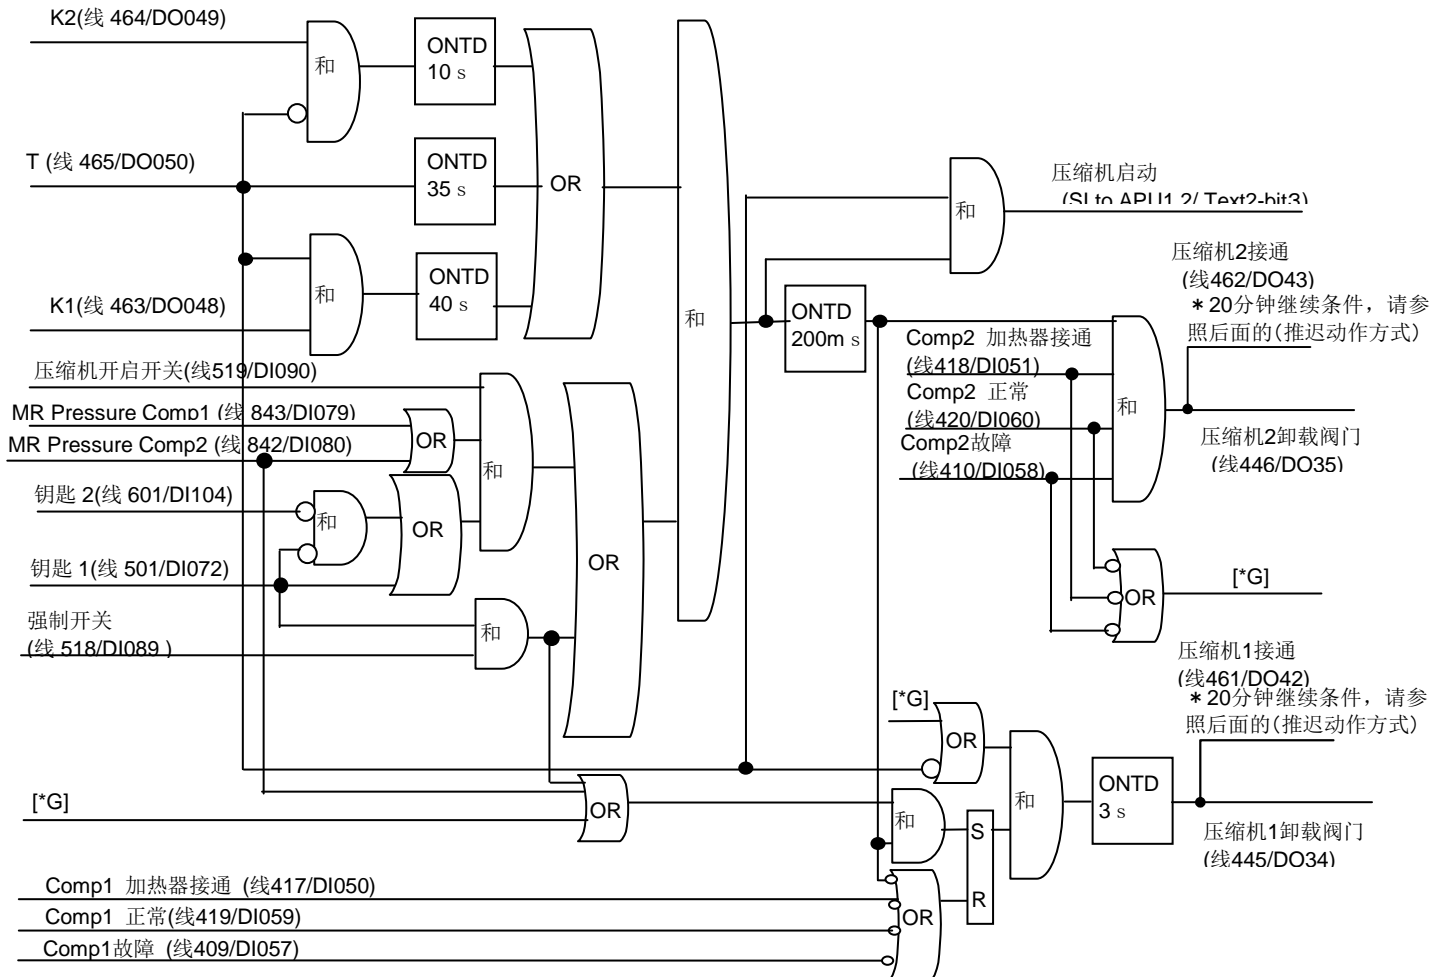 K2(线 464/DO049)
和
ONTD
10 s
T (线 465/DO050)
ONTD
35 s
OR
K1(线 463/DO048)
和
ONTD
40 s
和
和
压缩机启动
(SI to APU1,2/ Text2-bit3)
ONTD
200m s
压缩机2接通
(线462/DO43)
*20分钟继续条件，请参
照后面的(推迟动作方式)
Comp2 加热器接通
(线418/DI051)
Comp2 正常
(线420/DI060)
Comp2故障
(线410/DI058)
和
压缩机2卸载阀门
(线446/DO35)
压缩机开启开关(线519/DI090)
MR Pressure Comp1 (线 843/DI079)
MR Pressure Comp2 (线 842/DI080)
OR
和
钥匙 2(线 601/DI104)
和
OR
钥匙 1(线 501/DI072)
OR
强制开关
(线 518/DI089 )
和
OR
[*G]
压缩机1接通
(线461/DO42)
*20分钟继续条件，请参
照后面的(推迟动作方式)
[*G]
OR
和
ONTD
3 s
压缩机1卸载阀门
(线445/DO34)
[*G]
OR
和
S
R
Comp1 加热器接通 (线417/DI050)
Comp1 正常(线419/DI059)
Comp1故障 (线409/DI057)
OR